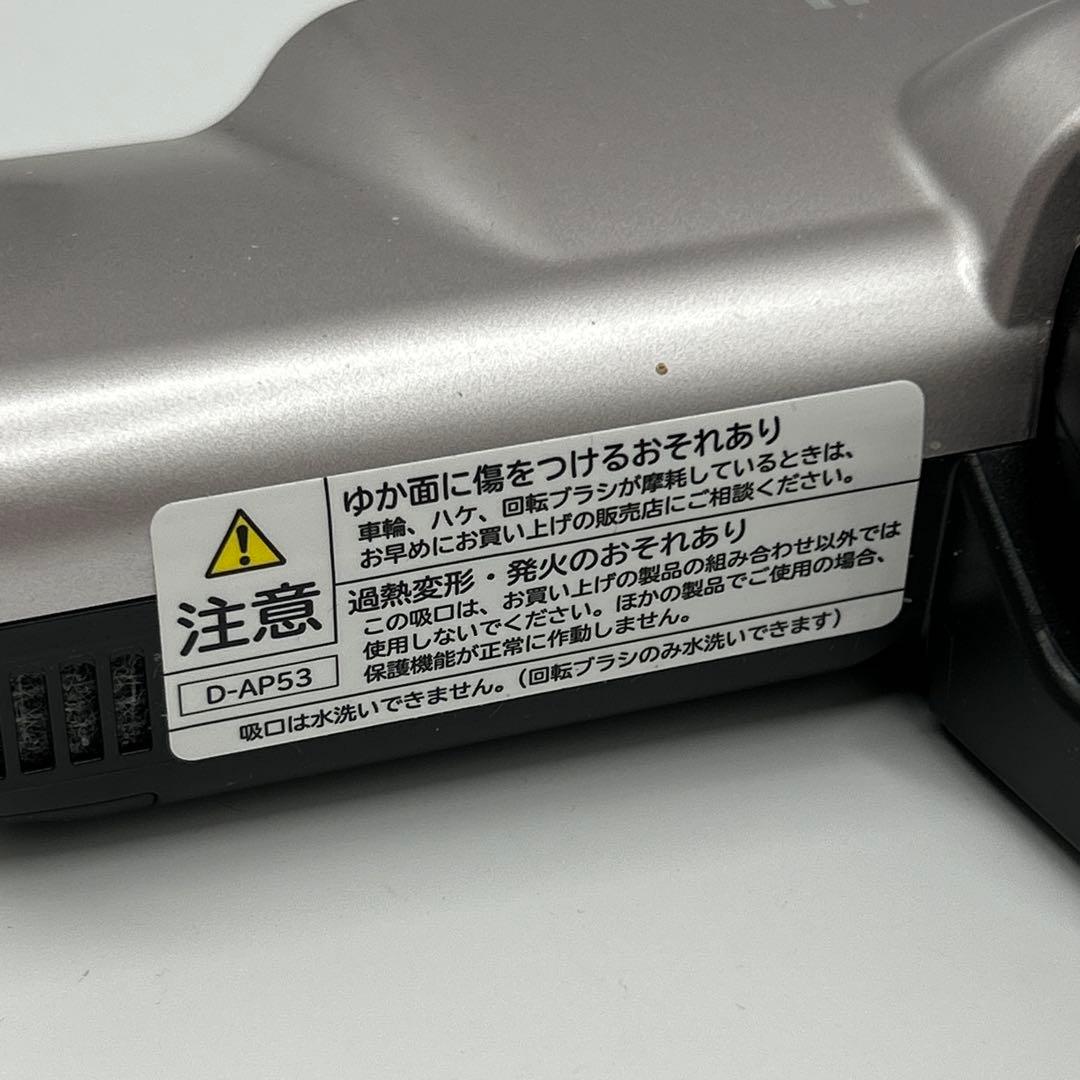 注意
D-AP53
ゆか面に傷をつけるおそれあり
車輪、ハケ、回転ブラシが摩耗しているときは、
お早めにお買い上げの販売店にご相談ください。
過熱変形・発火のおそれあり
この吸口は、お買い上げの製品の組み合わせ以外では
使用しないでください。ほかの製品でご使用の場合、
保護機能が正常に作動しません。
吸口は水洗いできません。(回転ブラシのみ水洗いできます)